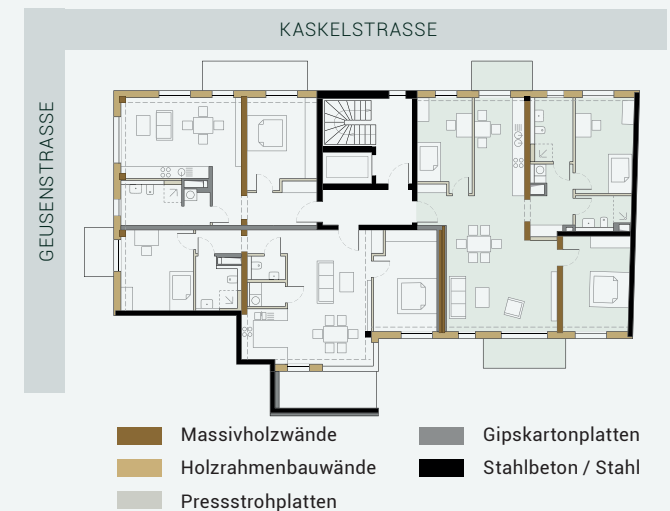 KASKELSTRASSE
GEUSENSTRASSE
Massivholzwände
Holzrahmenbauwände
Pressstrohplatten
Gipskartonplatten
Stahlbeton / Stahl